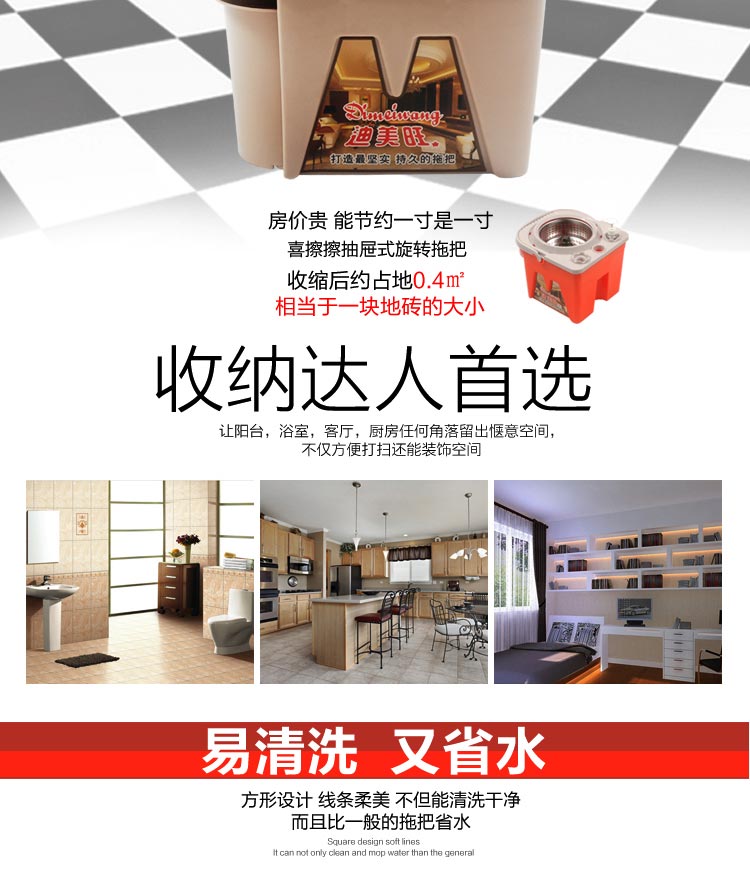 Dimeiwang
迪美旺
打造最坚实 持久的拖把
房价贵 能节约一寸是一寸
喜擦擦抽屉式旋转拖把
收缩后约占地0.4㎡
相当于一块地砖的大小
收纳达人首选
让阳台，浴室，客厅，厨房任何角落留出惬意空间，
不仅方便打扫还能装饰空间
易清洗 又省水
方形设计 线条柔美 不但能清洗干净
而且比一般的拖把省水
Square design soft lines
It can not only clean and mop water than the general